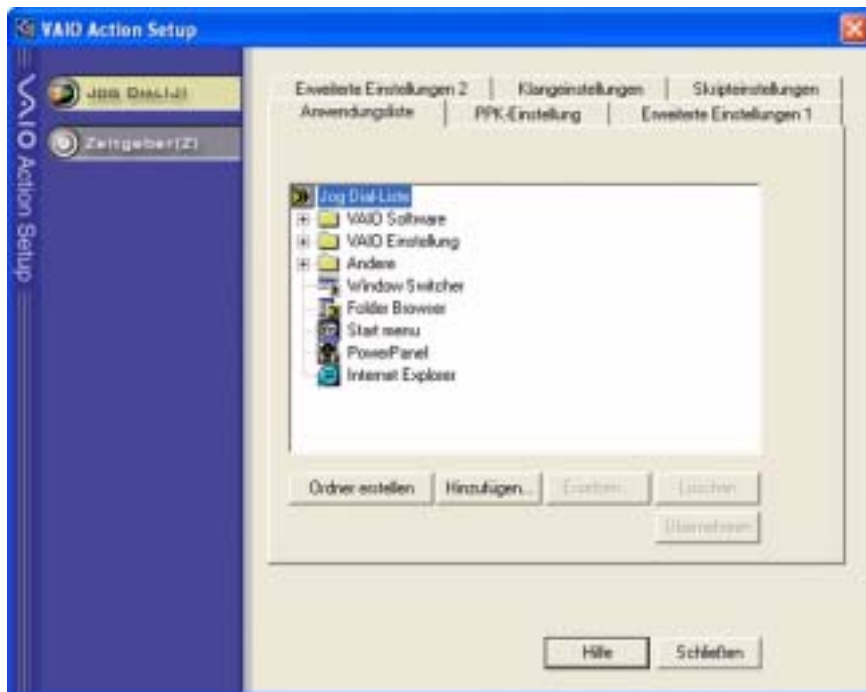 VAIO Action Setup
VAIO Action Setup
JOG DIAL(J)
Zeitgeber(Z)
Erweiterte Einstellungen 2
Klangeinstellungen
Skripteinstellungen
Anwendungsliste
PPK-Einstellung
Erweiterte Einstellungen 1
Jog Dial-Liste
VAIO Software
VAIO Einstellung
Andere
Window Switcher
Folder Browser
Start menu
PowerPanel
Internet Explorer
Ordner erstellen
Hinzufügen...
Löschen
Übernehmen
Hilfe
Schließen